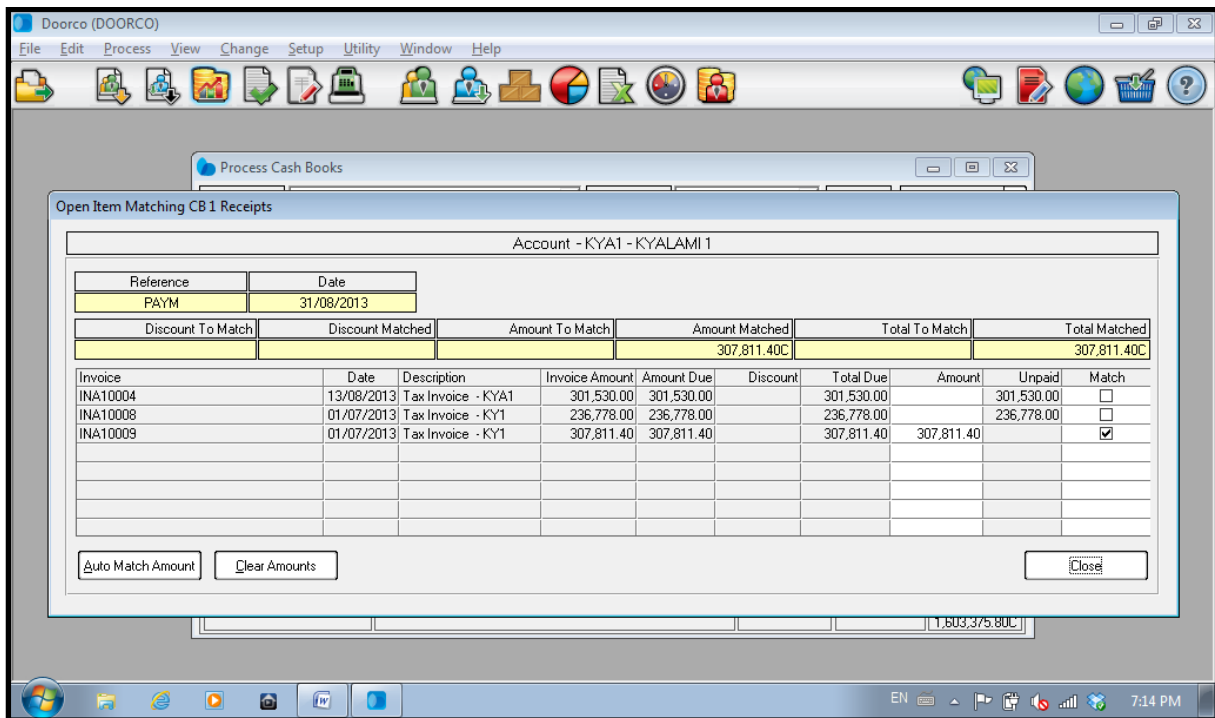 Doorco (DOORCO)
File Edit Process View Change Setup Utility Window Help
Process Cash Books
Open Item Matching CB 1 Receipts
Account - KYA1 - KYALAMI 1
Reference Date
PAYM 31/08/2013
Discount To Match Discount Matched Amount To Match Amount Matched Total To Match Total Matched
307,811.40C 307,811.40C
Invoice Date Description Invoice Amount Amount Due Discount Total Due Amount Unpaid Match
INA10004 13/08/2013 Tax Invoice - KYA1 301,530.00 301,530.00 301,530.00 301,530.00
INA10008 01/07/2013 Tax Invoice - KY1 236,778.00 236,778.00 236,778.00 236,778.00
INA10009 01/07/2013 Tax Invoice - KY1 307,811.40 307,811.40 307,811.40 307,811.40
Auto Match Amount Clear Amounts Close
1,603,375.80C
EN 7:14 PM